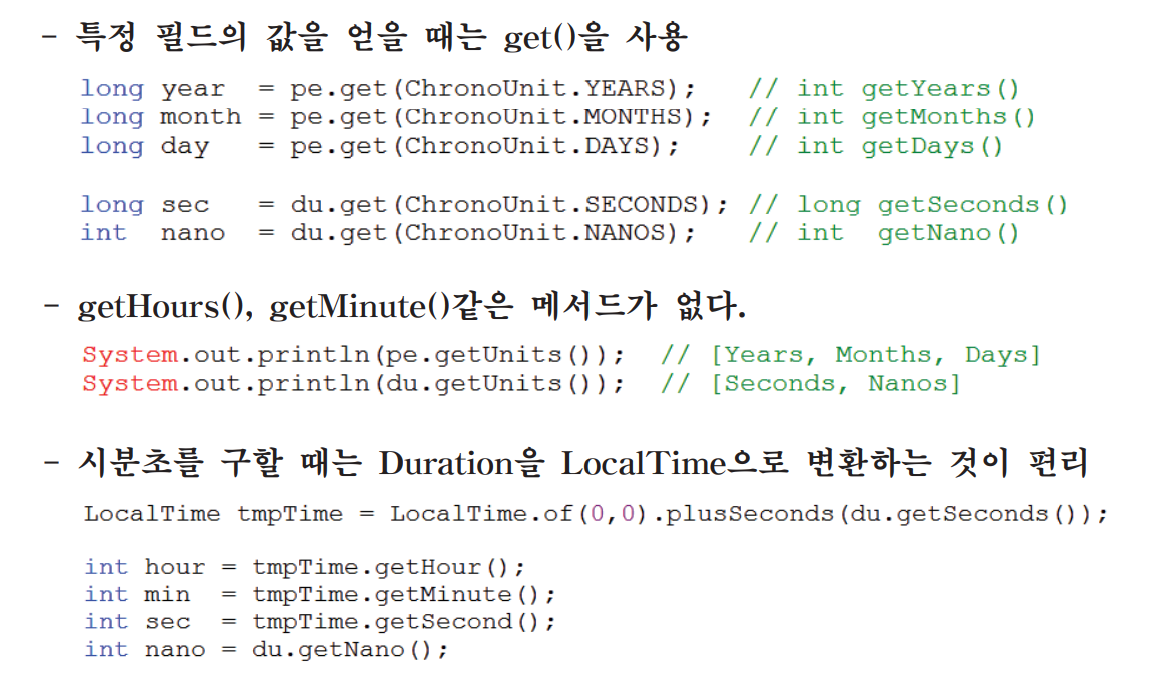 - 특정 필드의 값을 얻을 때는 get()을 사용
long year  = pe.get(ChronoUnit.YEARS);   // int getYears()
long month = pe.get(ChronoUnit.MONTHS);  // int getMonths()
long day   = pe.get(ChronoUnit.DAYS);    // int getDays()
long sec   = du.get(ChronoUnit.SECONDS); // long getSeconds()
int  nano  = du.get(ChronoUnit.NANOS);   // int  getNano()
- getHours(), getMinute()같은 메서드가 없다.
System.out.println(pe.getUnits());  // [Years, Months, Days]
System.out.println(du.getUnits());  // [Seconds, Nanos]
- 시분초를 구할 때는 Duration을 LocalTime으로 변환하는 것이 편리
LocalTime tmpTime = LocalTime.of(0,0).plusSeconds(du.getSeconds());
int hour = tmpTime.getHour();
int min  = tmpTime.getMinute();
int sec  = tmpTime.getSecond();
int nano = du.getNano();